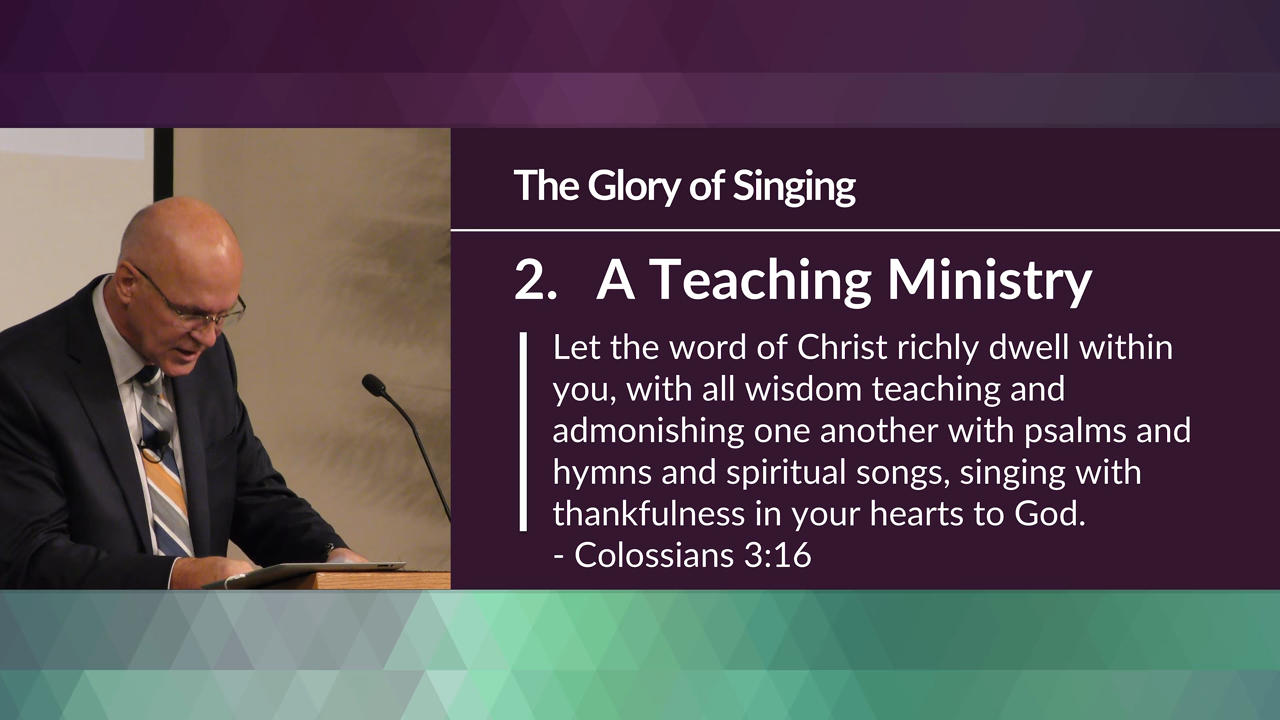 The Glory of Singing
2. A Teaching Ministry
Let the word of Christ richly dwell within
you, with all wisdom teaching and
admonishing one another with psalms and
hymns and spiritual songs, singing with
thankfulness in your hearts to God.
- Colossians 3:16